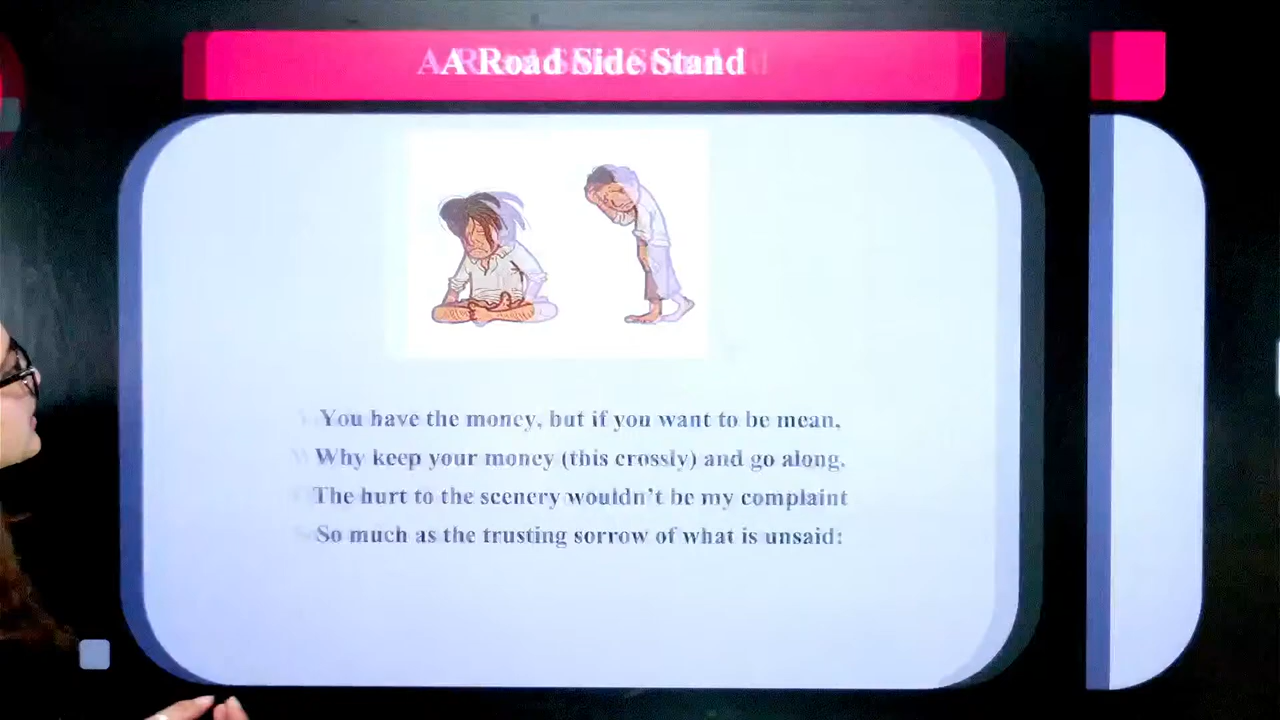 A Road Side Stand
You have the money, but if you want to be mean,
Why keep your money (this crossly) and go along.
The hurt to the scenery wouldn't be my complaint
So much as the trusting sorrow of what is unsaid: